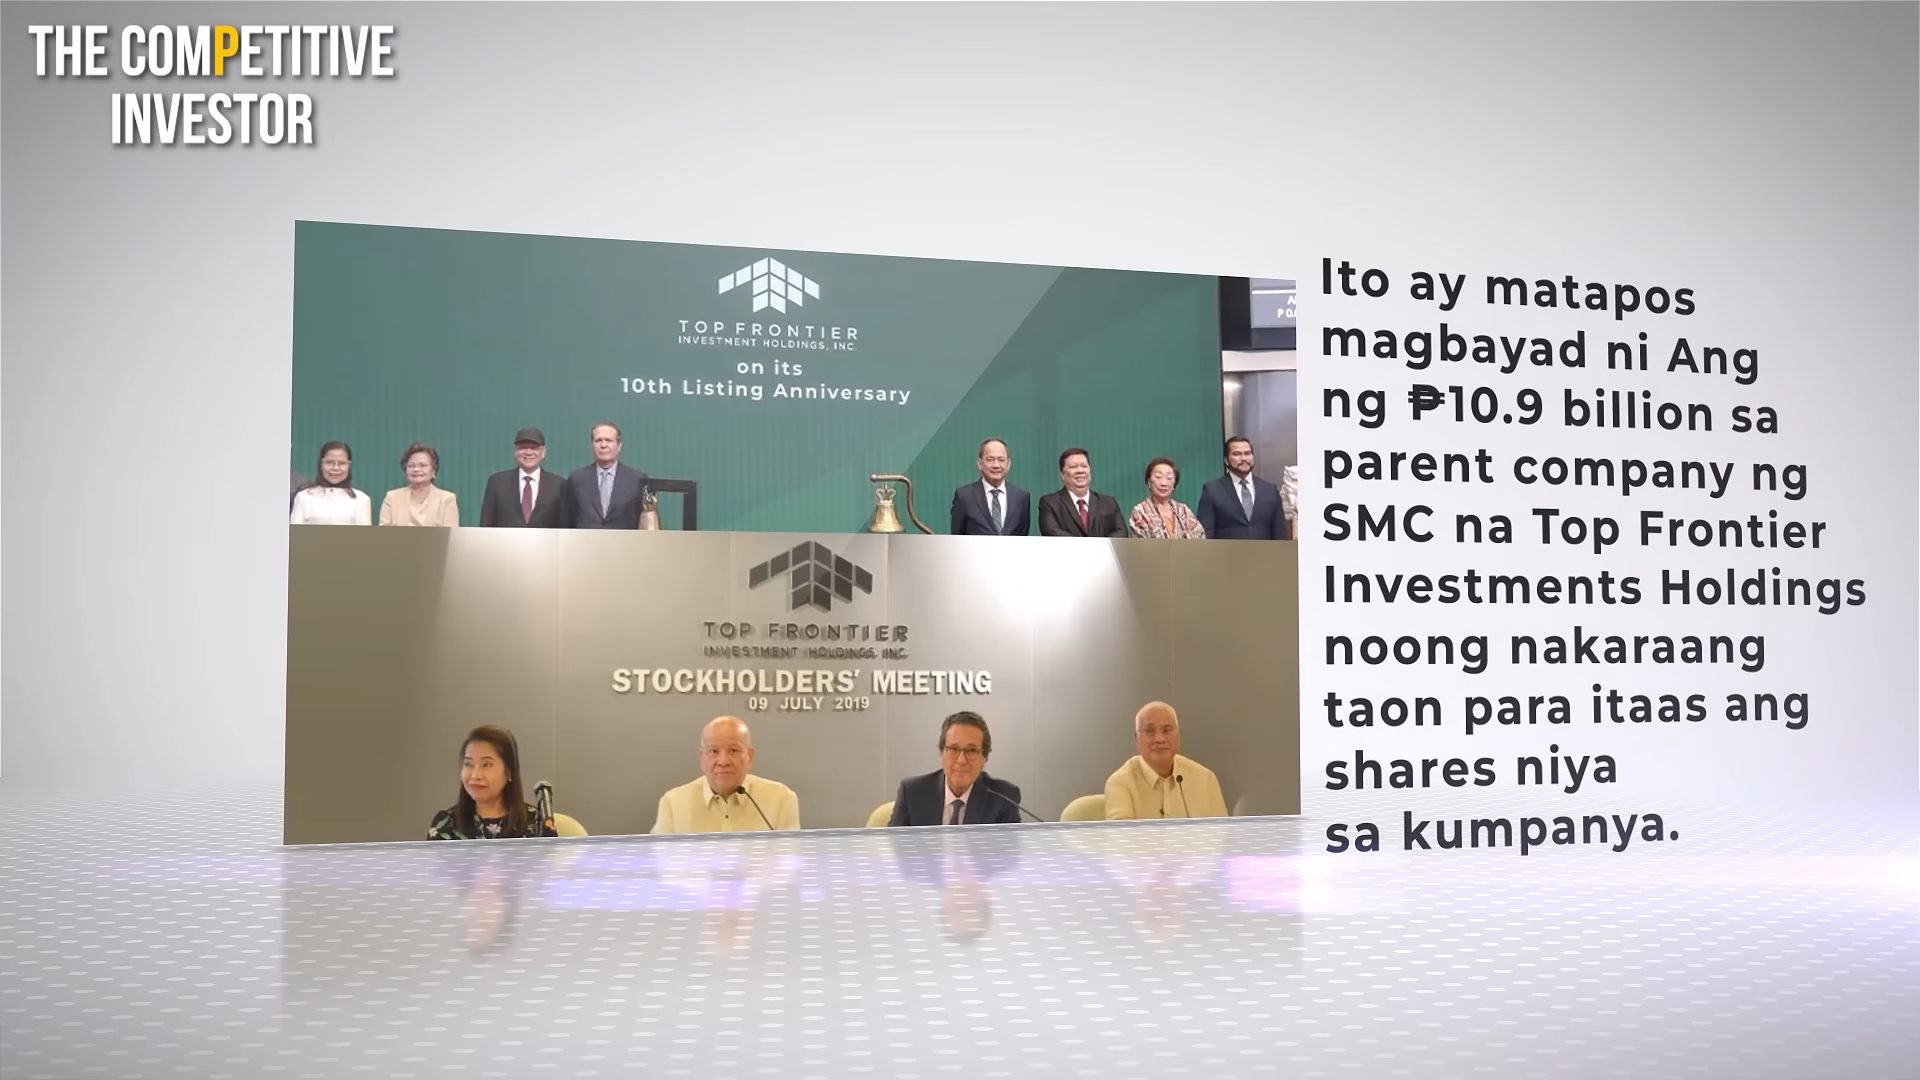 THE COMPETITIVE
INVESTOR
TOP FRONTIER
INVESTMENT HOLDINGS, INC.
on its
10th Listing Anniversary
TOP FRONTIER
INVESTMENT HOLDINGS, INC.
STOCKHOLDERS' MEETING
09 JULY 2019
Ito ay matapos
magbayad ni Ang
ng ₱10.9 billion sa
parent company ng
SMC na Top Frontier
Investments Holdings
noong nakaraang
taon para itaas ang
shares niya
sa kumpanya.